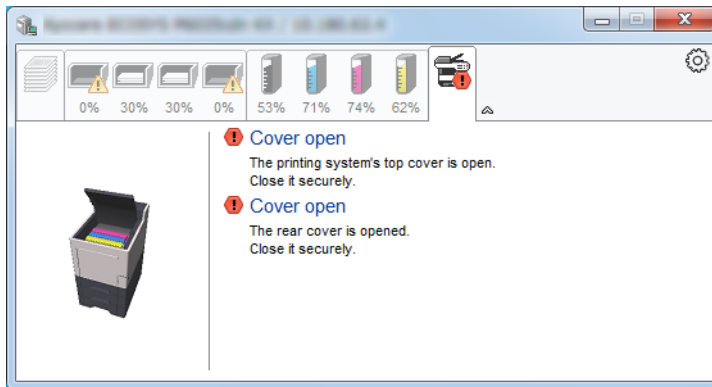 0% 30% 30% 0% 53% 71% 74% 62%
Cover open
The printing system's top cover is open.
Close it securely.
Cover open
The rear cover is opened.
Close it securely.